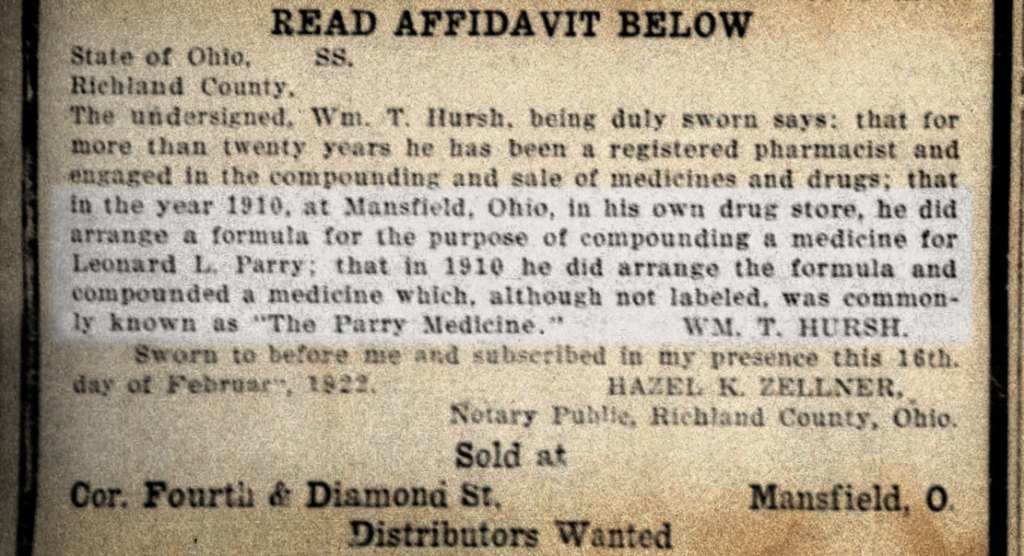 READ AFFIDAVIT BELOW
State of Ohio, SS.
Richland County,
The undersigned, Wm. T. Hursh, being duly sworn says: that for
more than twenty years he has been a registered pharmacist and
engaged in the compounding and sale of medicines and drugs; that
in the year 1910, at Mansfield, Ohio, in his own drug store, he did
arrange a formula for the purpose of compounding a medicine for
Leonard L. Parry; that in 1910 he did arrange the formula and
compounded a medicine which, although not labeled, was common-
ly known as "The Parry Medicine." WM. T. HURSH.
Sworn to before me and subscribed in my presence this 16th.
day of February, 1922. HAZEL K. ZELLNER,
Notary Public, Richland County, Ohio.
Sold at
Cor. Fourth & Diamond St. Mansfield, O.
Distributors Wanted